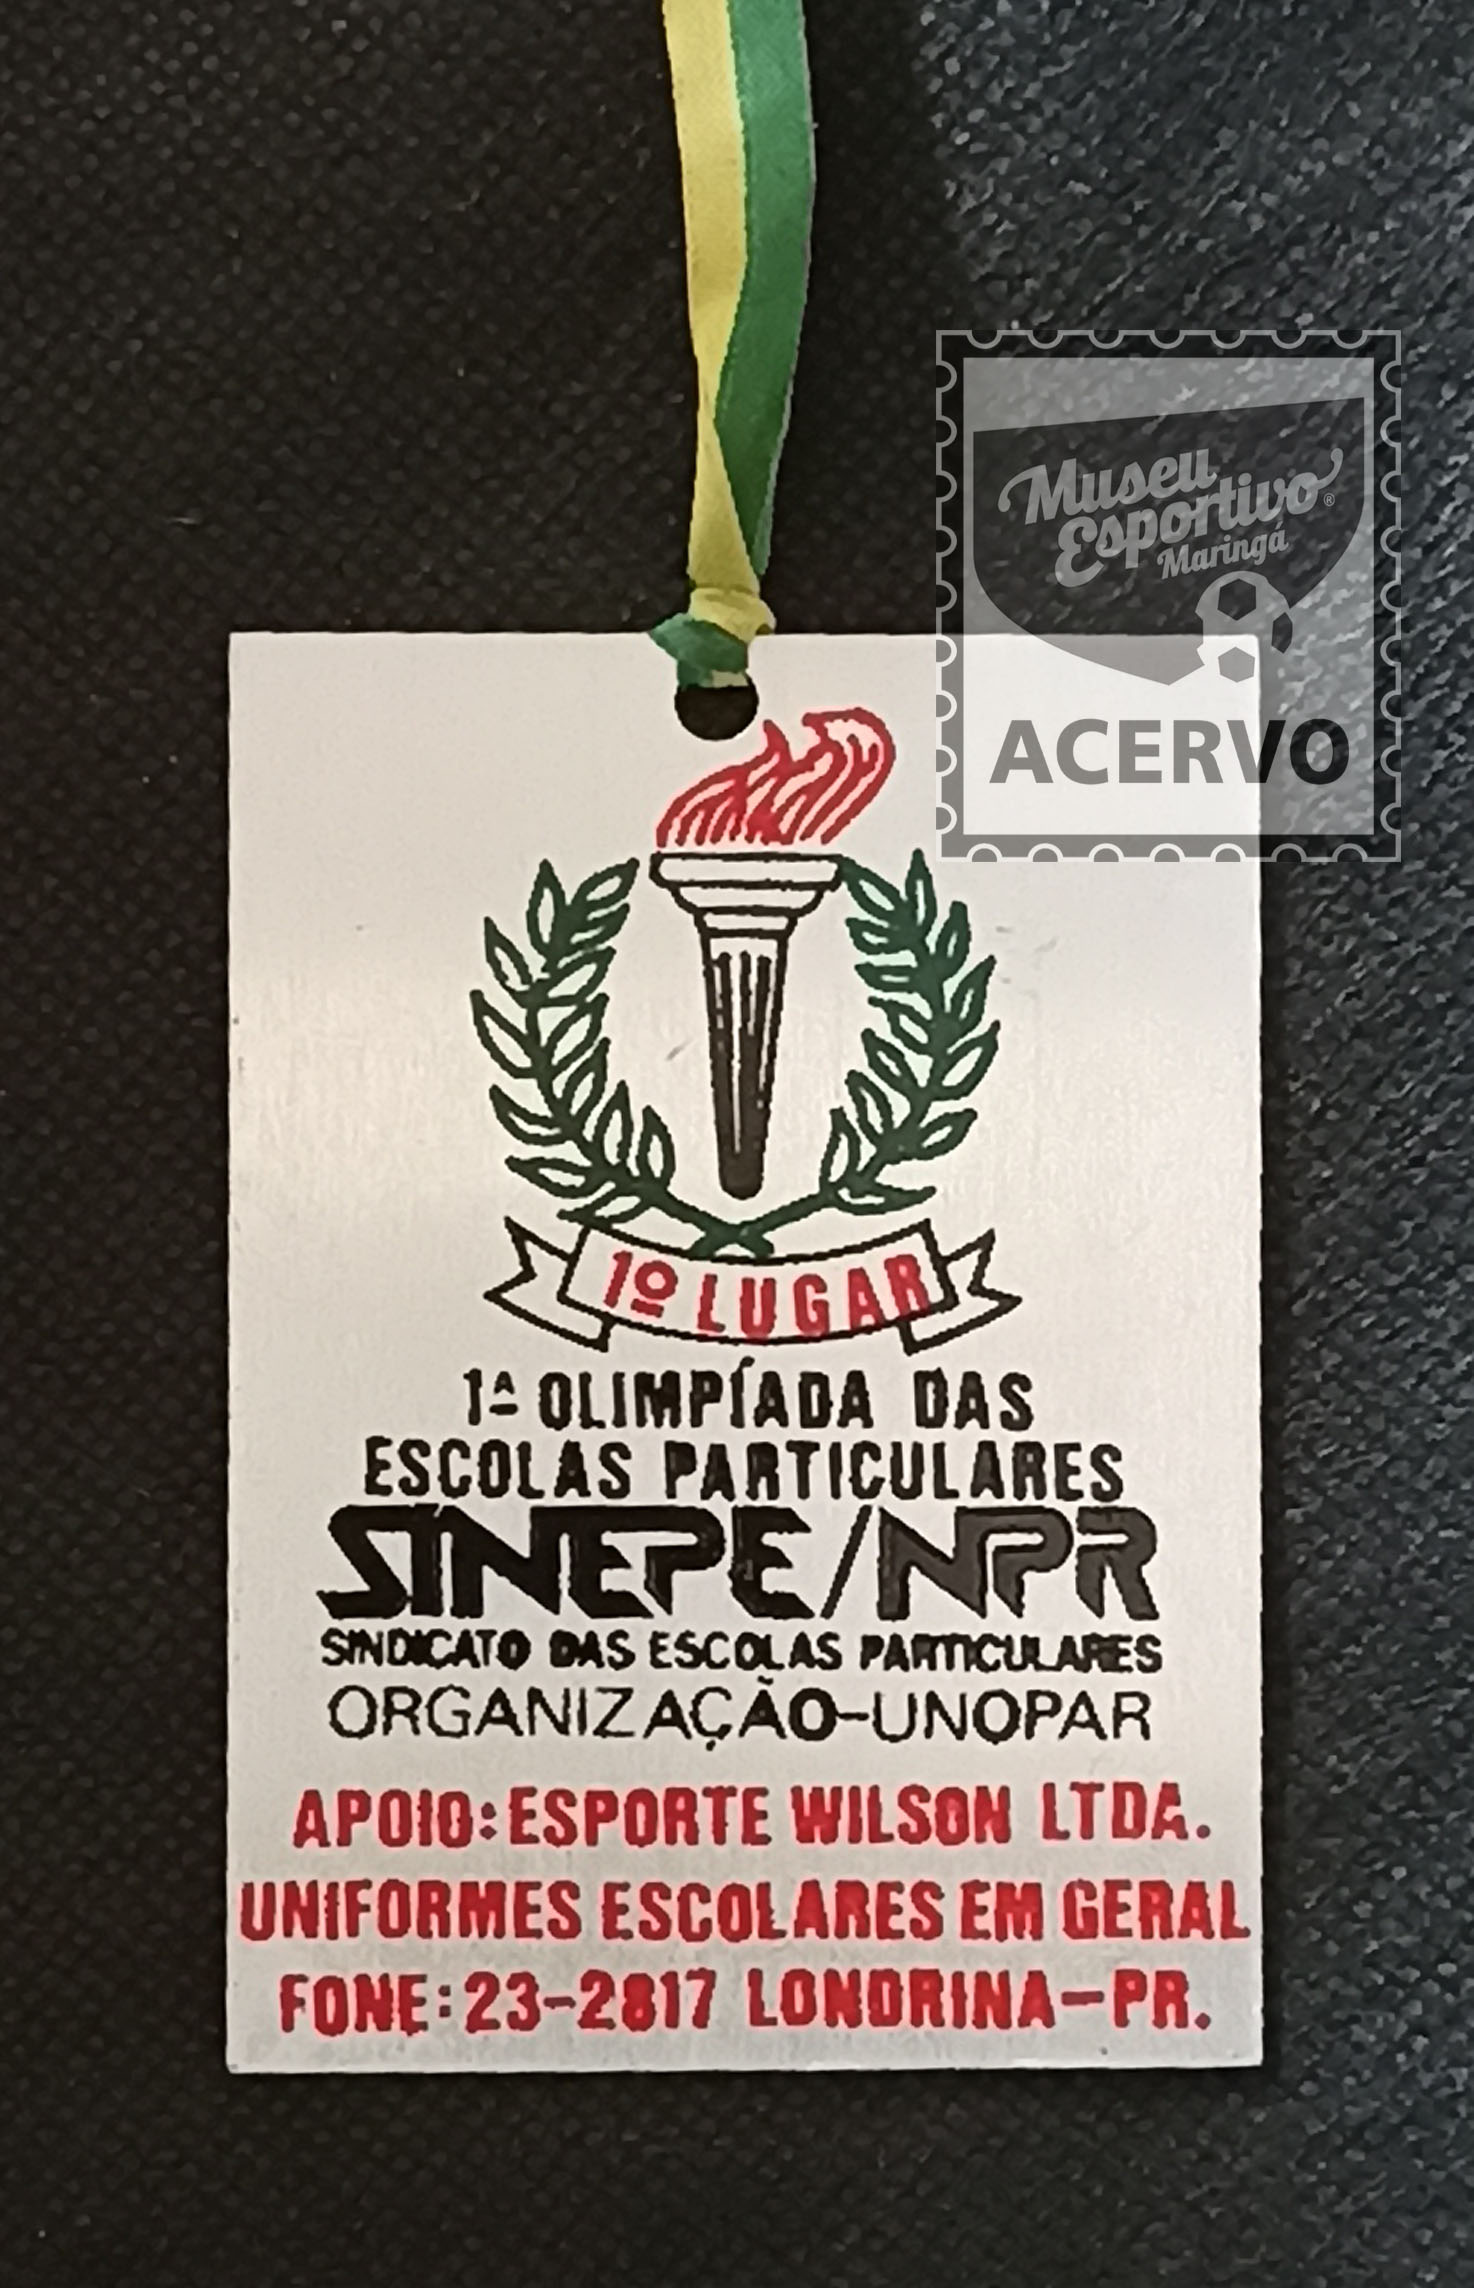 Museu
Esportivo®
Maringá
ACERVO
1º LUGAR
1ª OLIMPÍADA DAS
ESCOLAS PARTICULARES
SINEPE/NPR
SINDICATO DAS ESCOLAS PARTICULARES
ORGANIZAÇÃO-UNOPAR
APOIO: ESPORTE WILSON LTDA.
UNIFORMES ESCOLARES EM GERAL
FONE: 23-2817 LONDRINA-PR.